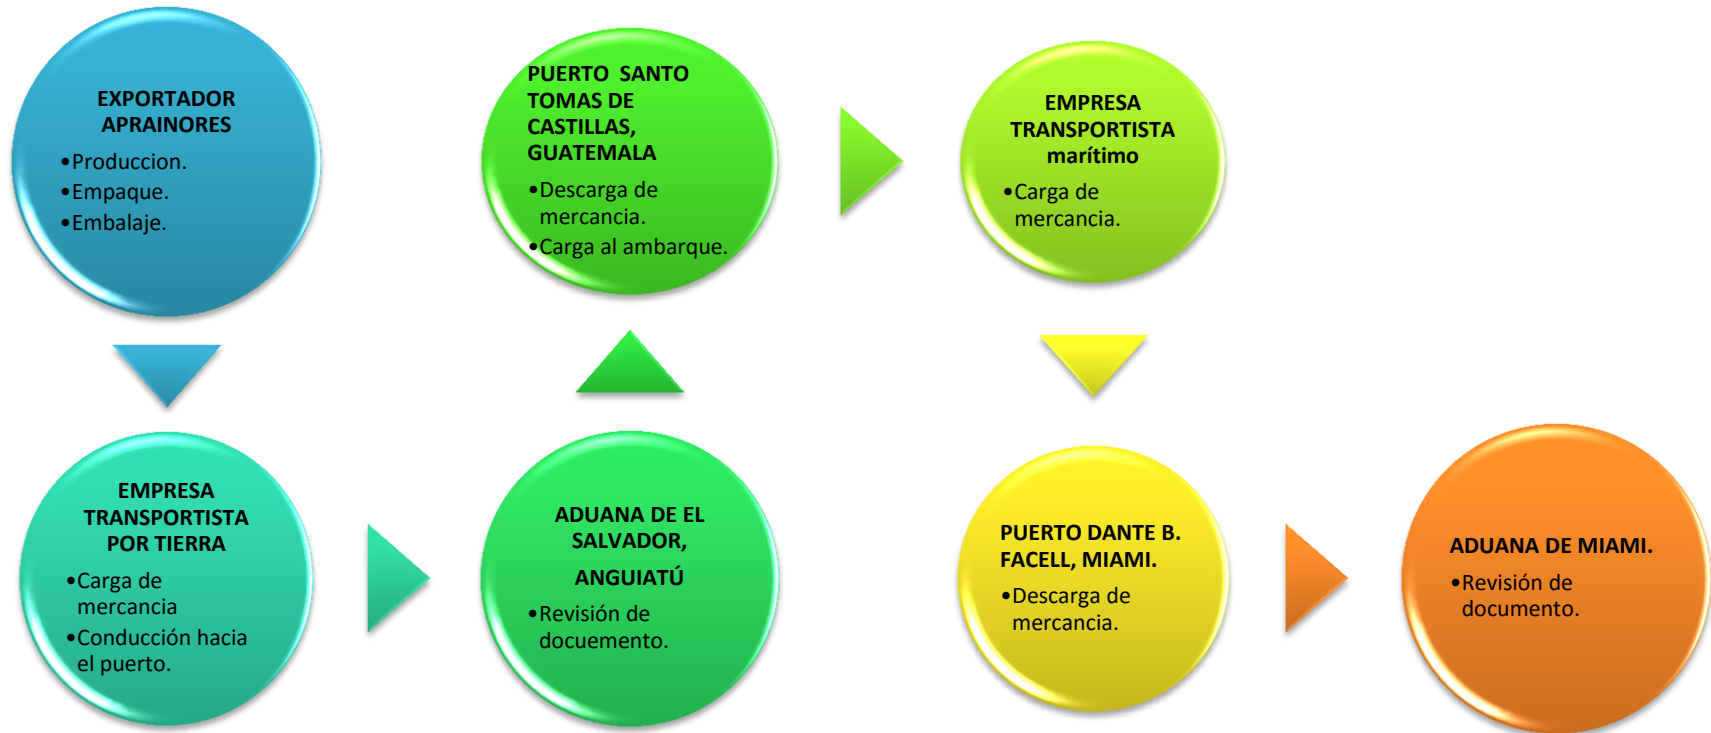 EXPORTADOR
APRAINORES
•Produccion.
•Empaque.
•Embalaje.
EMPRESA
TRANSPORTISTA
POR TIERRA
•Carga de
mercancia
•Conducción hacia
el puerto.
ADUANA DE EL
SALVADOR,
ANGUIATÚ
•Revisión de
docuemento.
PUERTO SANTO
TOMAS DE
CASTILLAS,
GUATEMALA
•Descarga de
mercancia.
•Carga al ambarque.
EMPRESA
TRANSPORTISTA
marítimo
•Carga de
mercancia.
PUERTO DANTE B.
FACELL, MIAMI.
•Descarga de
mercancia.
ADUANA DE MIAMI.
•Revisión de
documento.